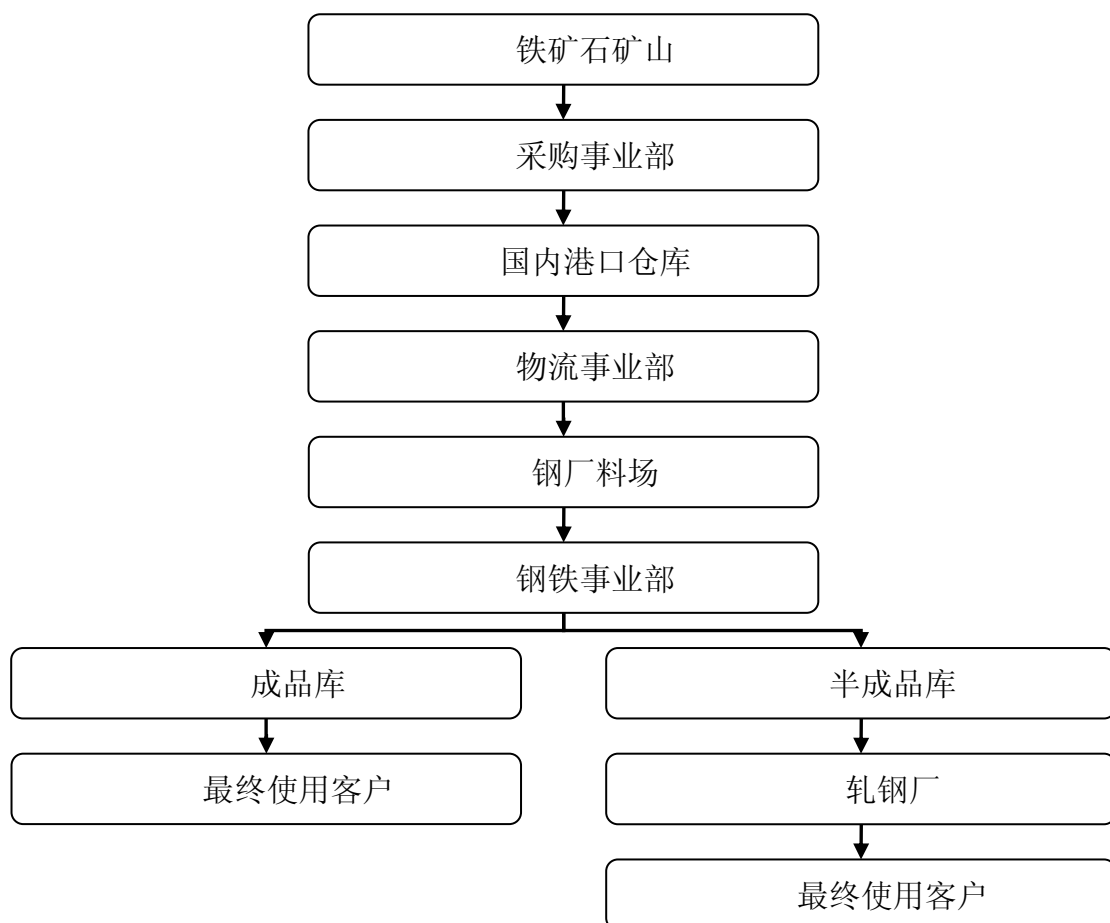 铁矿石矿山
采购事业部
国内港口仓库
物流事业部
钢厂料场
钢铁事业部
成品库
半成品库
最终使用客户
轧钢厂
最终使用客户